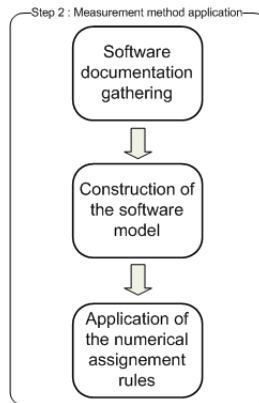 Step 2 : Measurement method application
Software
documentation
gathering
Construction of
the software
model
Application of
the numerical
assignement
rules